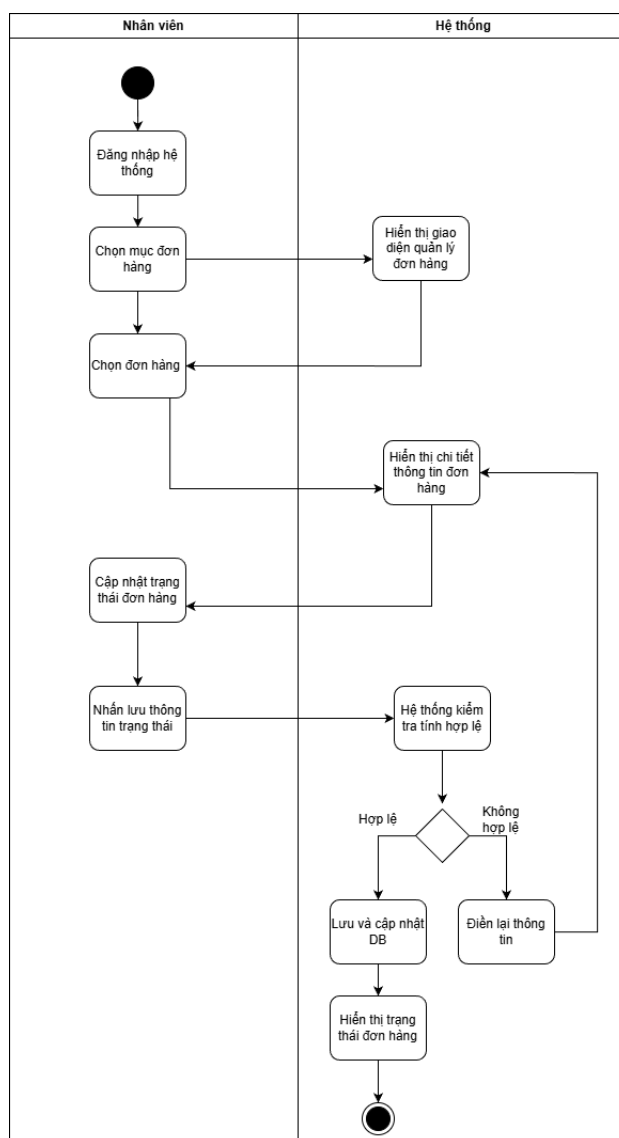 Nhân viên
Hệ thống
Đăng nhập hệ
thống
Chọn mục đơn
hàng
Hiển thị giao
diện quản lý
đơn hàng
Chọn đơn hàng
Hiển thị chi tiết
thông tin đơn
hàng
Cập nhật trạng
thái đơn hàng
Nhấn lưu thông
tin trạng thái
Hệ thống kiểm
tra tính hợp lệ
Hợp lệ
Không
hợp lệ
Lưu và cập nhật
DB
Điền lại thông
tin
Hiển thị trạng
thái đơn hàng